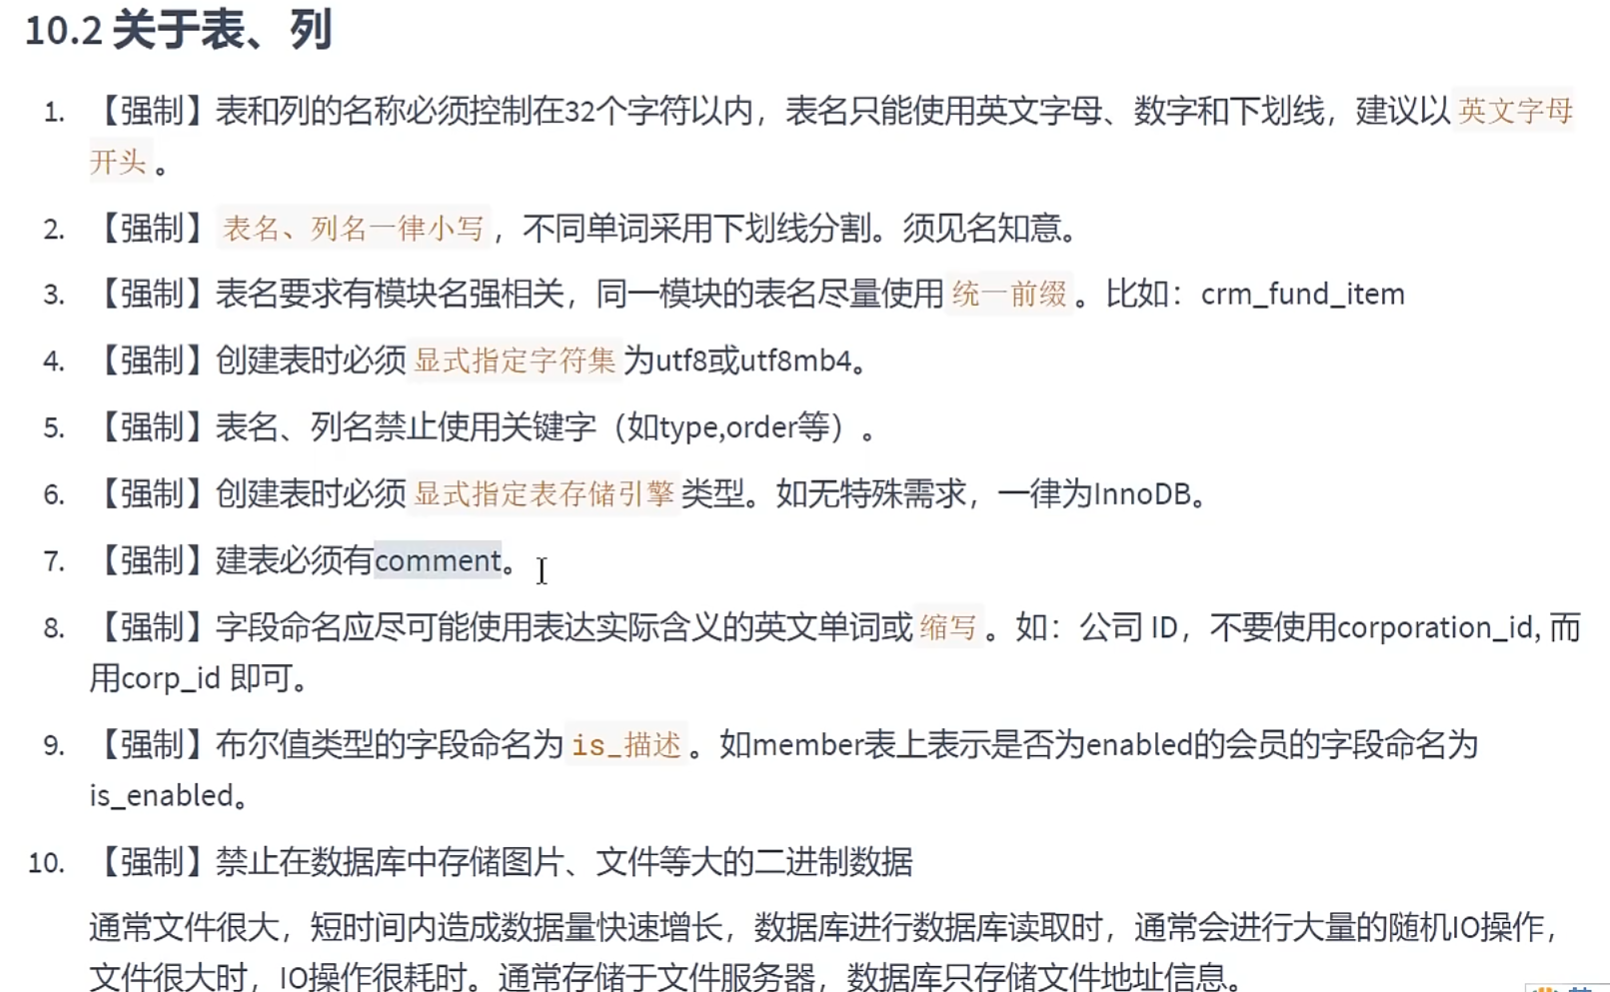 10.2 关于表、列
1. 【强制】表和列的名称必须控制在32个字符以内，表名只能使用英文字母、数字和下划线，建议以 英文字母
开头 。
2. 【强制】 表名、列名一律小写 ，不同单词采用下划线分割。须见名知意。
3. 【强制】表名要求有模块名强相关，同一模块的表名尽量使用 统一前缀 。比如：crm_fund_item
4. 【强制】创建表时必须 显式指定字符集 为utf8或utf8mb4。
5. 【强制】表名、列名禁止使用关键字（如type,order等）。
6. 【强制】创建表时必须 显式指定表存储引擎 类型。如无特殊需求，一律为InnoDB。
7. 【强制】建表必须有comment。
8. 【强制】字段命名应尽可能使用表达实际含义的英文单词或 缩写 。如：公司 ID，不要使用corporation_id, 而
用corp_id 即可。
9. 【强制】布尔值类型的字段命名为 is_描述 。如member表上表示是否为enabled的会员的字段命名为
is_enabled。
10. 【强制】禁止在数据库中存储图片、文件等大的二进制数据
通常文件很大，短时间内造成数据量快速增长，数据库进行数据库读取时，通常会进行大量的随机IO操作，
文件很大时，IO操作很耗时。通常存储于文件服务器，数据库只存储文件地址信息。